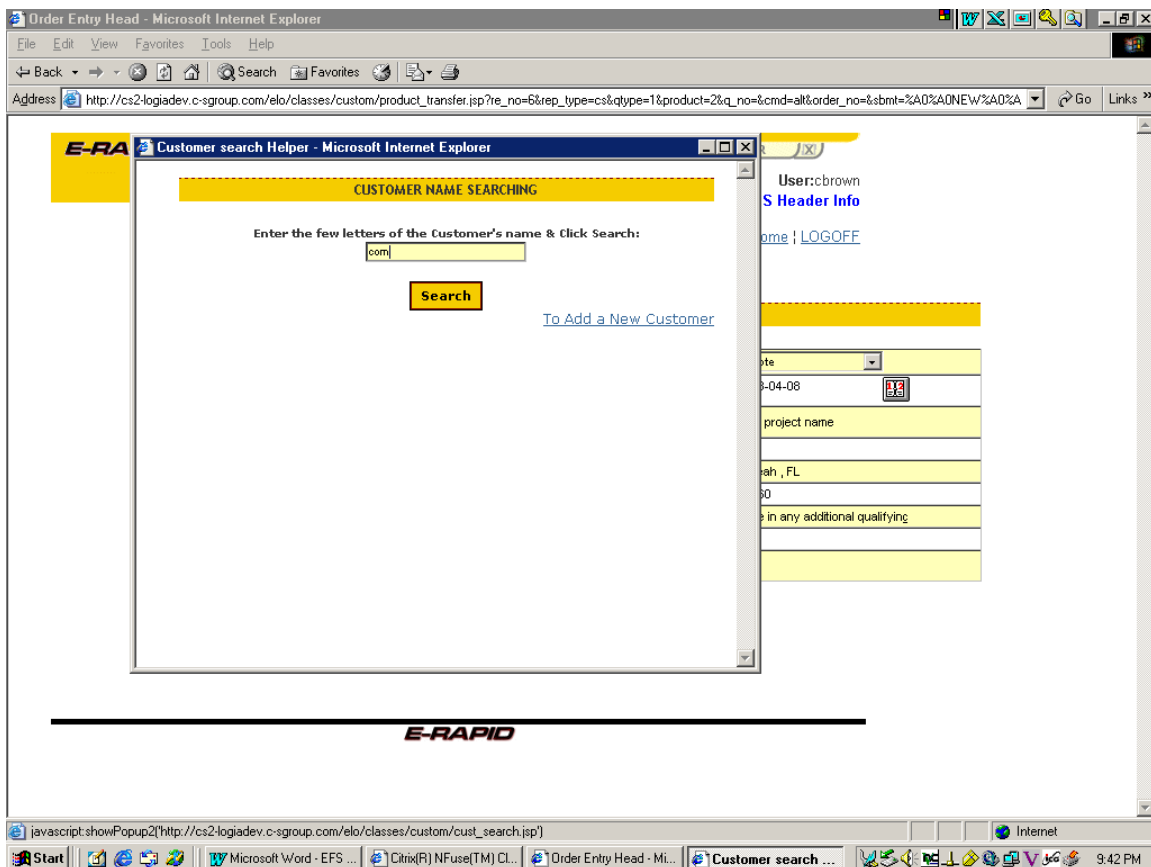 Order Entry Head - Microsoft Internet Explorer
File Edit View Favorites Tools Help
Back Search Favorites
Address http://cs2-logiadev.c-sgroup.com/elo/classes/custom/product_transfer.jsp?re_no=6&rep_type=cs&qtype=1&product=2&q_no=&cmd=alt&order_no=&sbmt=%A0%A0NEW%A0%A Go Links »
E-RA
Customer search Helper - Microsoft Internet Explorer
CUSTOMER NAME SEARCHING
Enter the few letters of the Customer's name & Click Search:
com
Search
To Add a New Customer
User:cbrown
S Header Info
ome ¦ LOGOFF
ote
3-04-08
project name
eah , FL
60
e in any additional qualifying
E-RAPID
javascript:showPopup2('http://cs2-logiadev.c-sgroup.com/elo/classes/custom/cust_search.jsp')
Internet
Start Microsoft Word - EFS ... Citrix(R) NFuse(TM) Cl... Order Entry Head - Mi... Customer search ... 9:42 PM